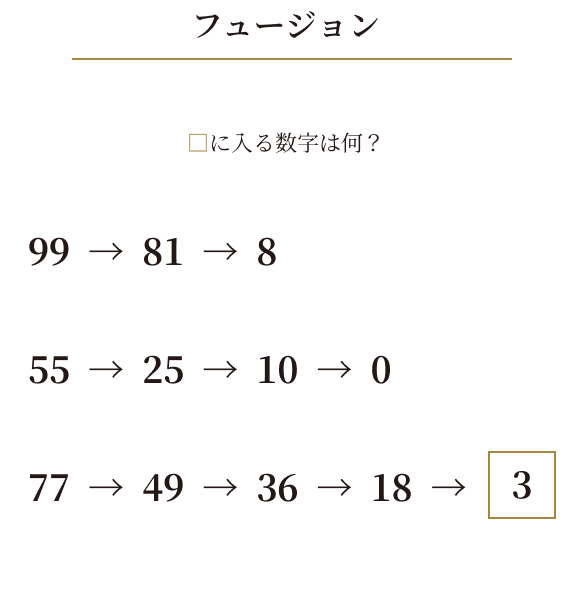 フュージョン
□に入る数字は何？
99 → 81 → 8
55 → 25 → 10 → 0
77 → 49 → 36 → 18 → 3